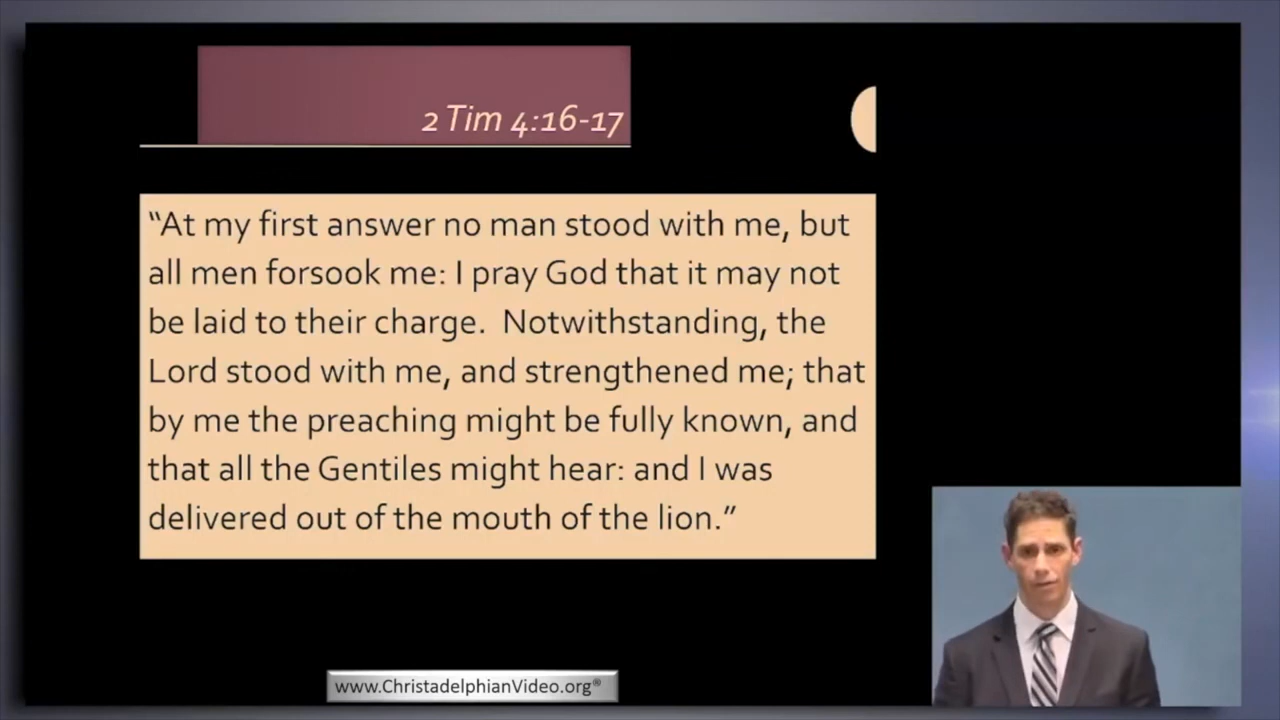 2 Tim 4:16-17
“At my first answer no man stood with me, but
all men forsook me: I pray God that it may not
be laid to their charge.  Notwithstanding, the
Lord stood with me, and strengthened me; that
by me the preaching might be fully known, and
that all the Gentiles might hear: and I was
delivered out of the mouth of the lion.”
www.ChristadelphianVideo.org®